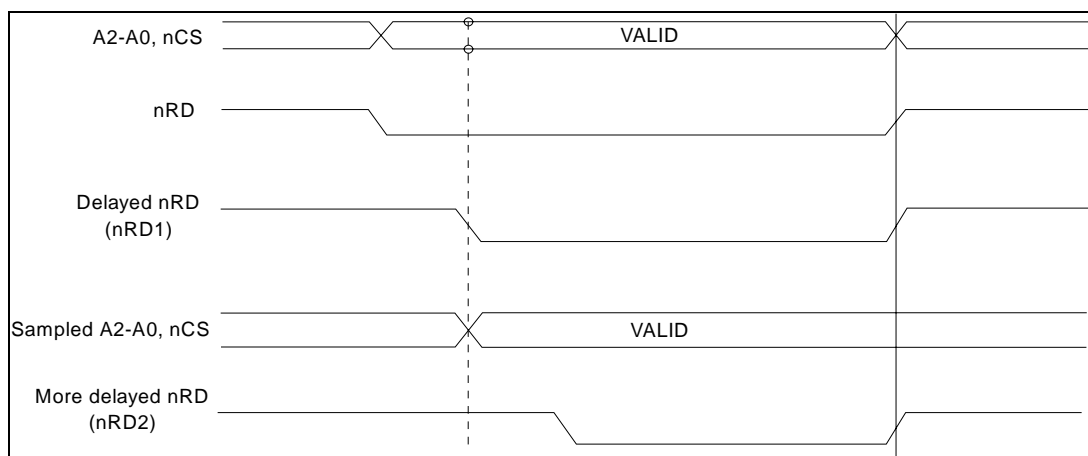 A2-A0, nCS
VALID
nRD
Delayed nRD
(nRD1)
Sampled A2-A0, nCS
VALID
More delayed nRD
(nRD2)